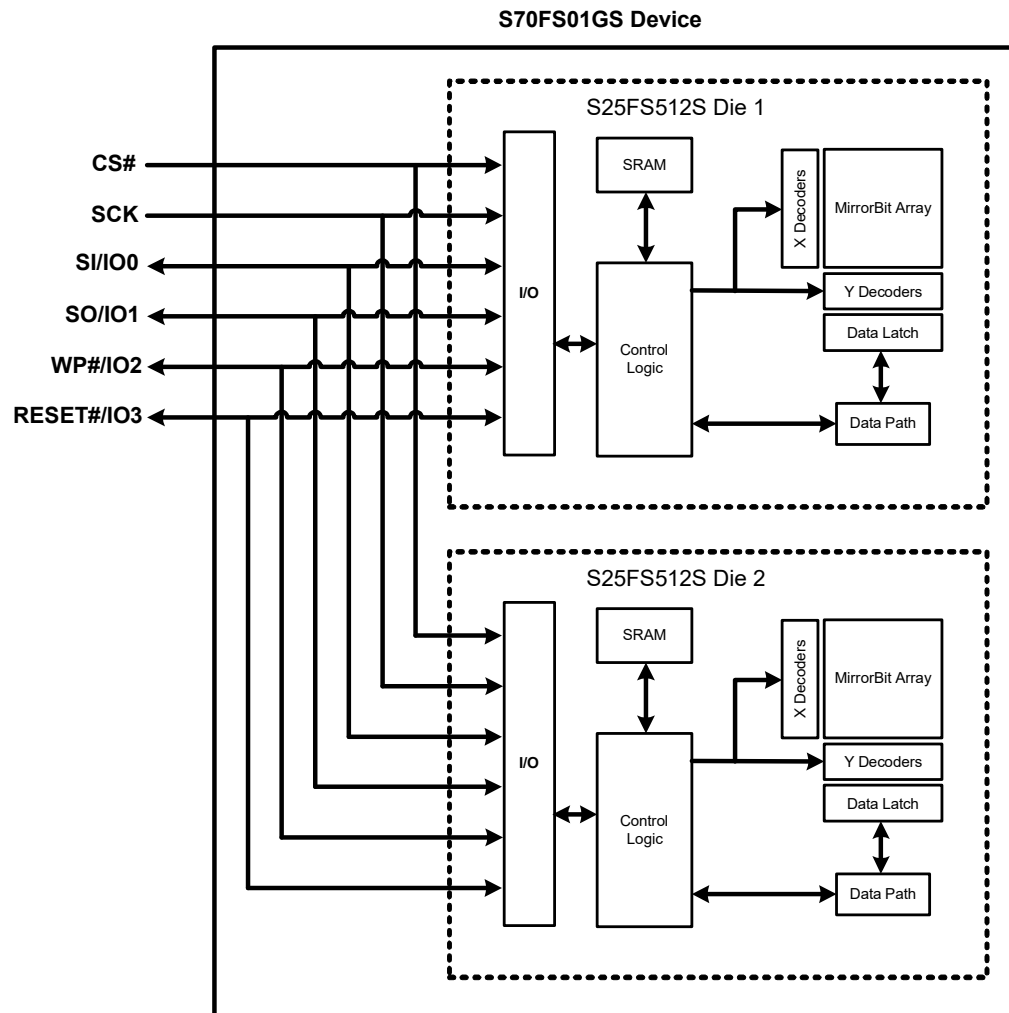 S70FS01GS Device
S25FS512S Die 1
CS#
SCK
SI/IO0
SO/IO1
WP#/IO2
RESET#/IO3
I/O
SRAM
Control
Logic
X Decoders
MirrorBit Array
Y Decoders
Data Latch
Data Path
S25FS512S Die 2
I/O
SRAM
Control
Logic
X Decoders
MirrorBit Array
Y Decoders
Data Latch
Data Path